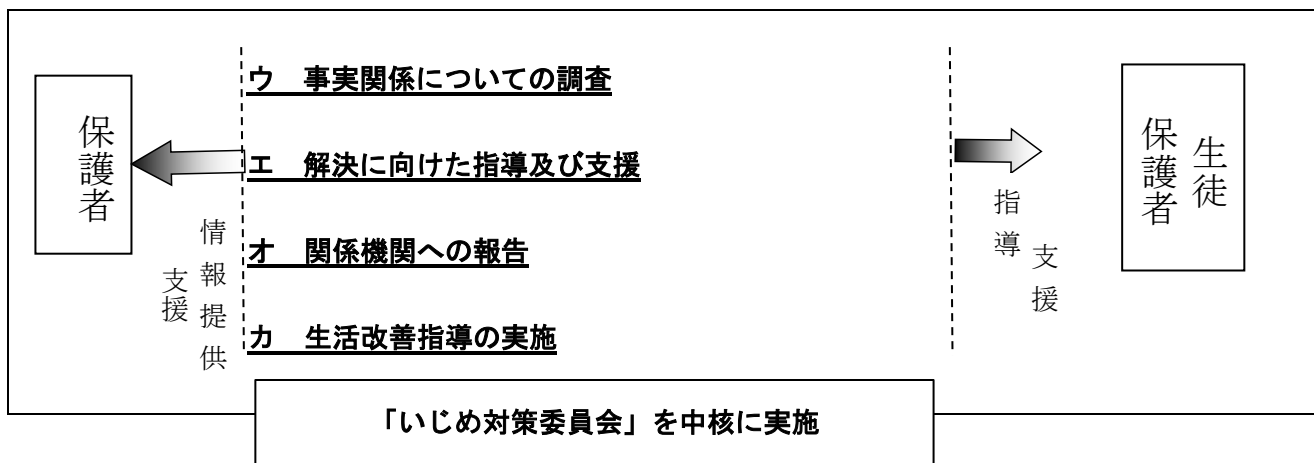 保護者
情報提供
支援
ウ　事実関係についての調査
エ　解決に向けた指導及び支援
オ　関係機関への報告
カ　生活改善指導の実施
指導
支援
生徒
保護者
「いじめ対策委員会」を中核に実施